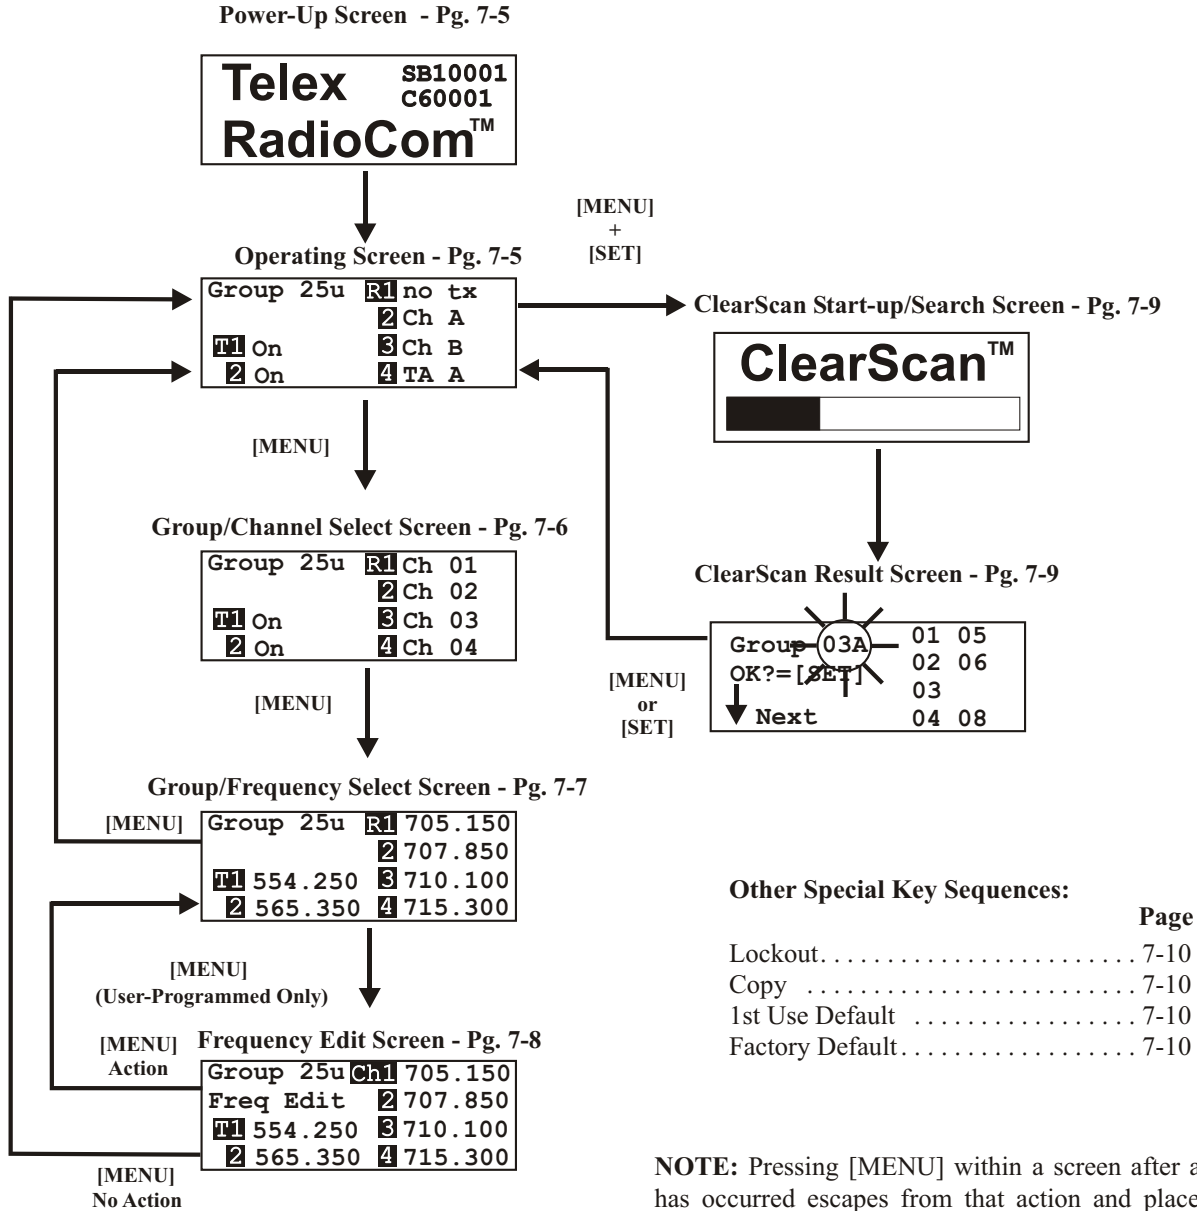 Power-Up Screen - Pg. 7-5
Telex SB10001
C60001
RadioCom™
[MENU]
+
[SET]
Operating Screen - Pg. 7-5
Group 25u R1 no tx
2 Ch A
T1 On 3 Ch B
2 On 4 TA A
ClearScan Start-up/Search Screen - Pg. 7-9
ClearScan™
[MENU]
Group/Channel Select Screen - Pg. 7-6
Group 25u R1 Ch 01
2 Ch 02
T1 On 3 Ch 03
2 On 4 Ch 04
ClearScan Result Screen - Pg. 7-9
Group 03A 01 05
OK?=[SET] 02 06
03
Next 04 08
[MENU]
or
[SET]
[MENU]
Group/Frequency Select Screen - Pg. 7-7
[MENU]
Group 25u R1 705.150
2 707.850
T1 554.250 3 710.100
2 565.350 4 715.300
[MENU]
(User-Programmed Only)
Frequency Edit Screen - Pg. 7-8
[MENU]
Action
Group 25u Ch1 705.150
Freq Edit 2 707.850
T1 554.250 3 710.100
2 565.350 4 715.300
[MENU]
No Action
Other Special Key Sequences:
Page
Lockout. . . . . . . . . . . . . . . . . . . . . . . . . 7-10
Copy . . . . . . . . . . . . . . . . . . . . . . . . . . 7-10
1st Use Default . . . . . . . . . . . . . . . . . . 7-10
Factory Default. . . . . . . . . . . . . . . . . . . 7-10
NOTE: Pressing [MENU] within a screen after a
has occurred escapes from that action and place